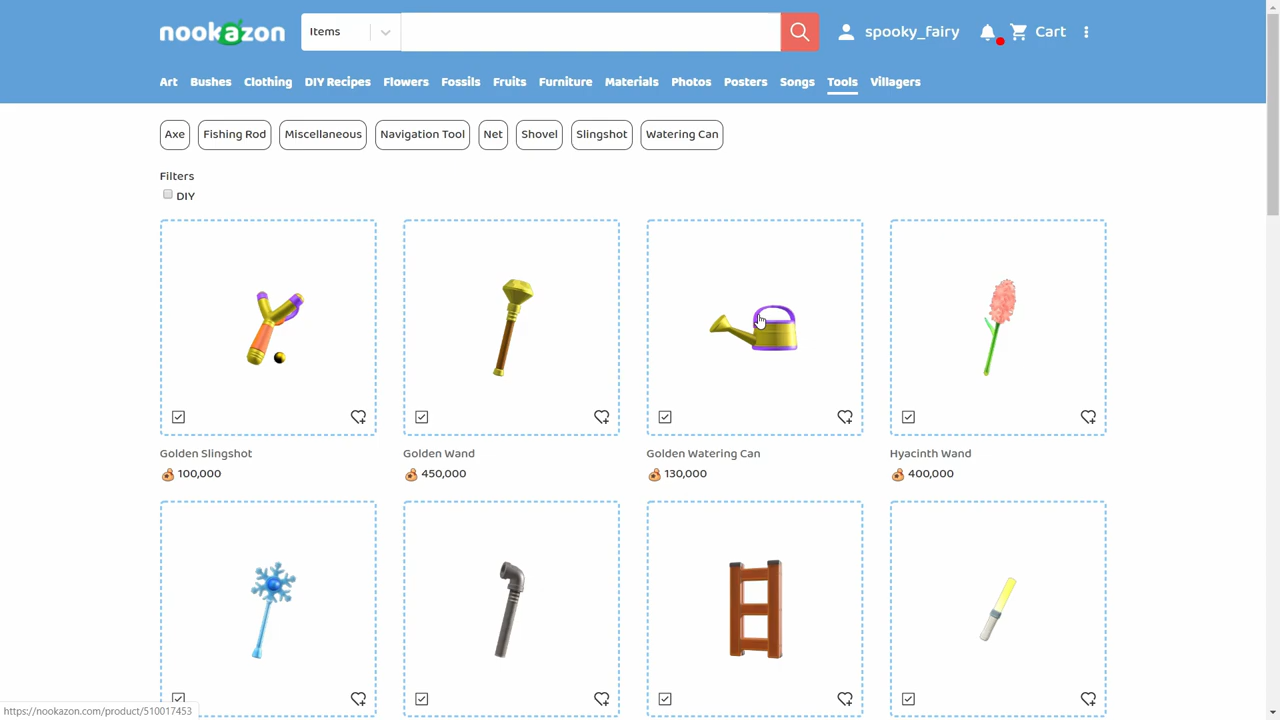 nookazon Items spooky_fairy Cart
Art Bushes Clothing DIY Recipes Flowers Fossils Fruits Furniture Materials Photos Posters Songs Tools Villagers
Axe Fishing Rod Miscellaneous Navigation Tool Net Shovel Slingshot Watering Can
Filters
DIY
Golden Slingshot Golden Wand Golden Watering Can Hyacinth Wand
100,000 450,000 130,000 400,000
https://nookazon.com/product/510017453